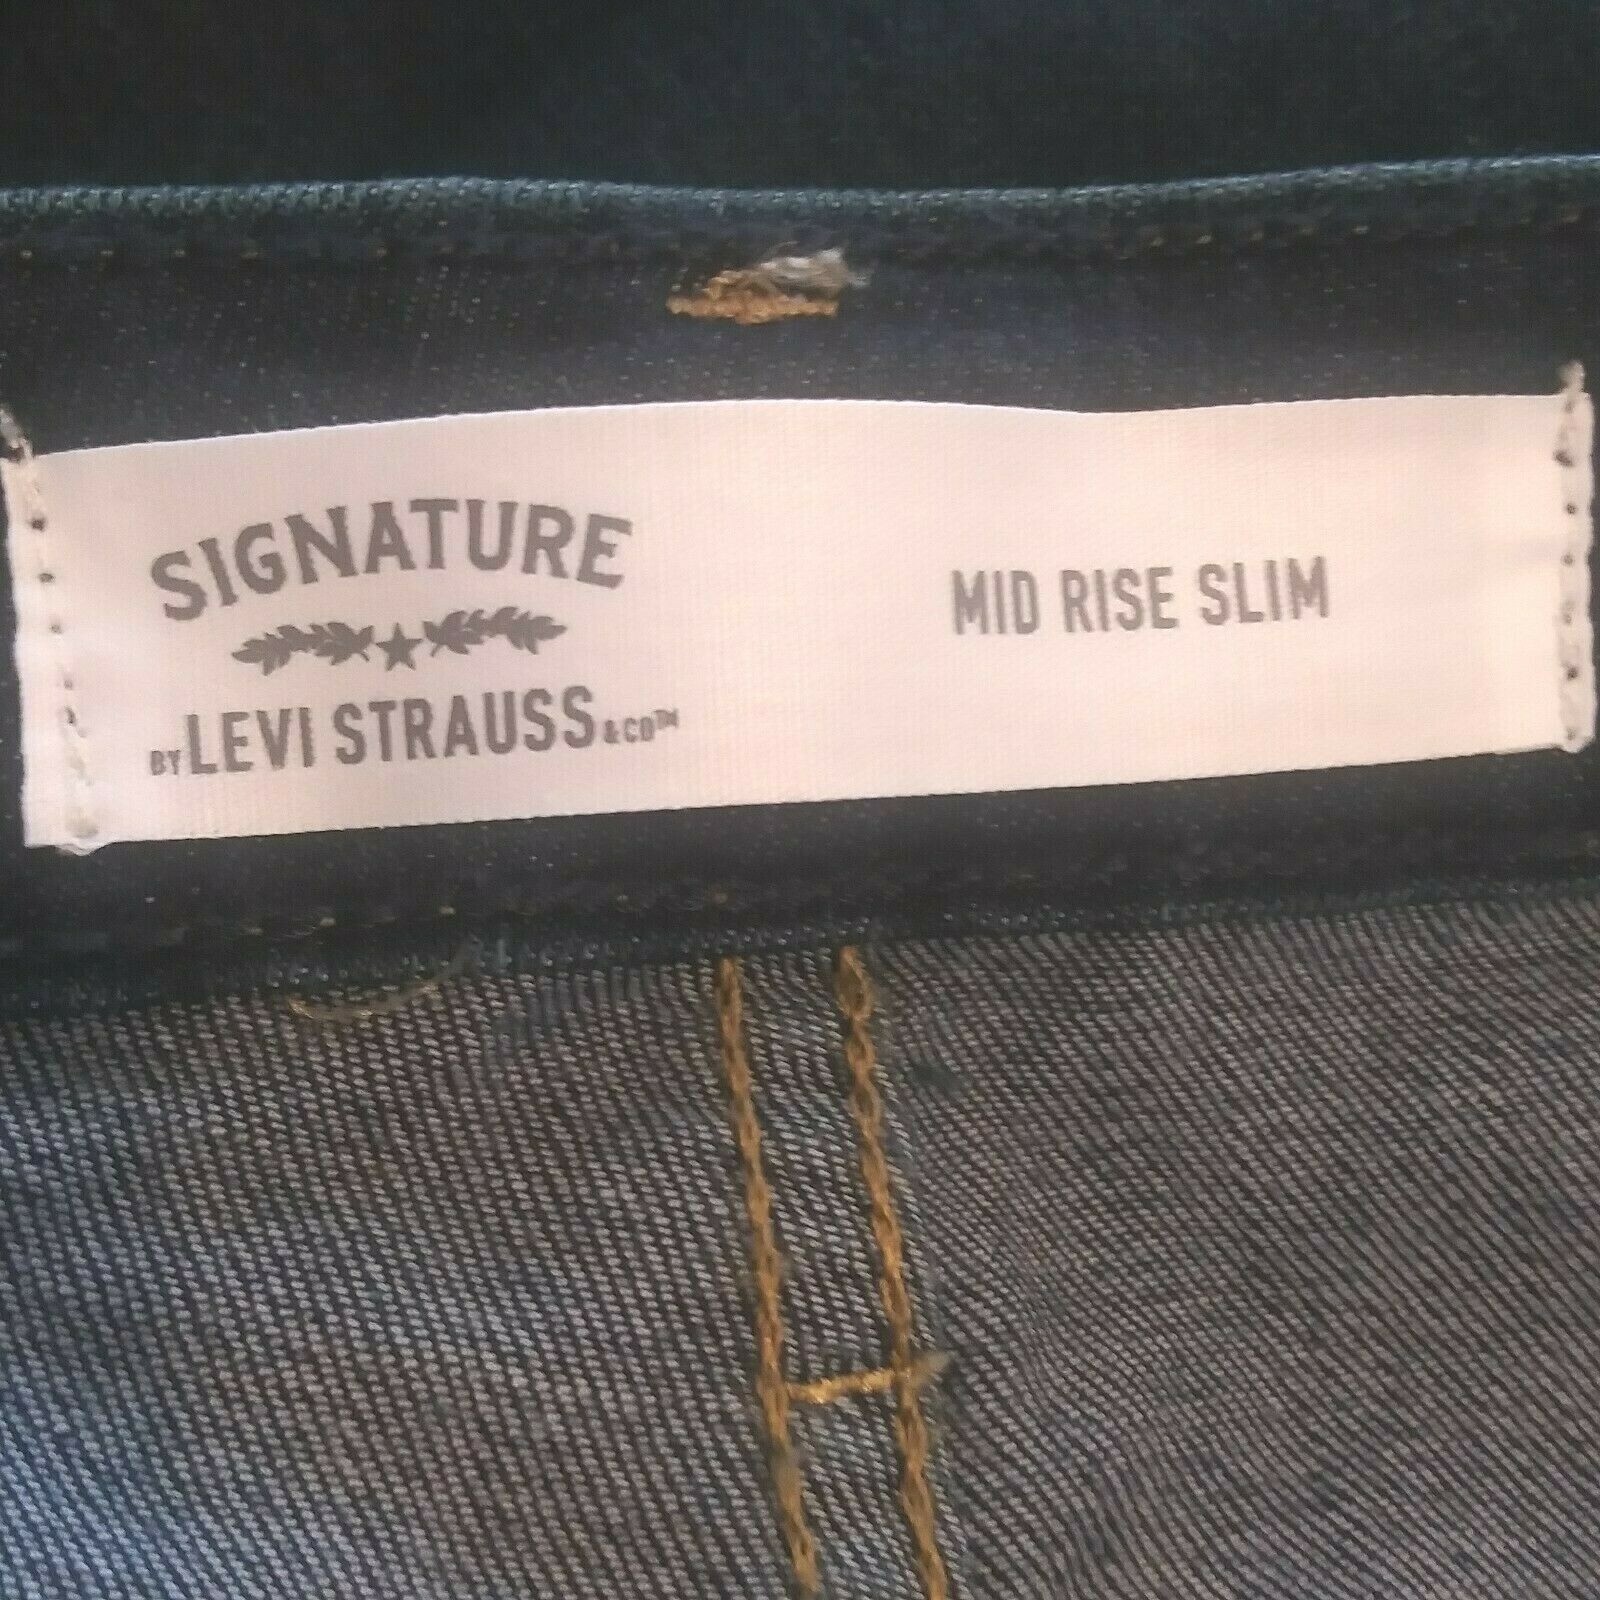 SIGNATURE
BY LEVI STRAUSS & CO™
MID RISE SLIM